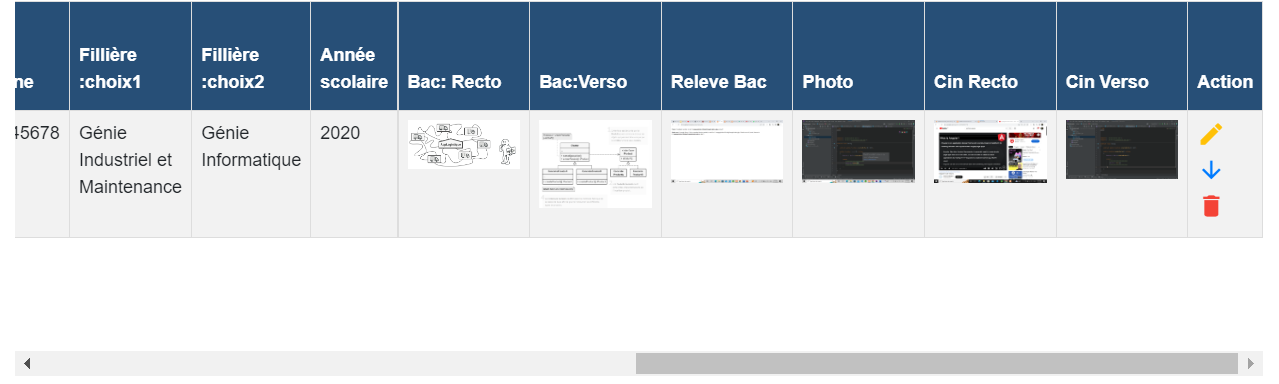 ne
Fillière
:choix1
Fillière
:choix2
Année
scolaire
Bac: Recto
Bac:Verso
Releve Bac
Photo
Cin Recto
Cin Verso
Action
45678
Génie
Industriel et
Maintenance
Génie
Informatique
2020